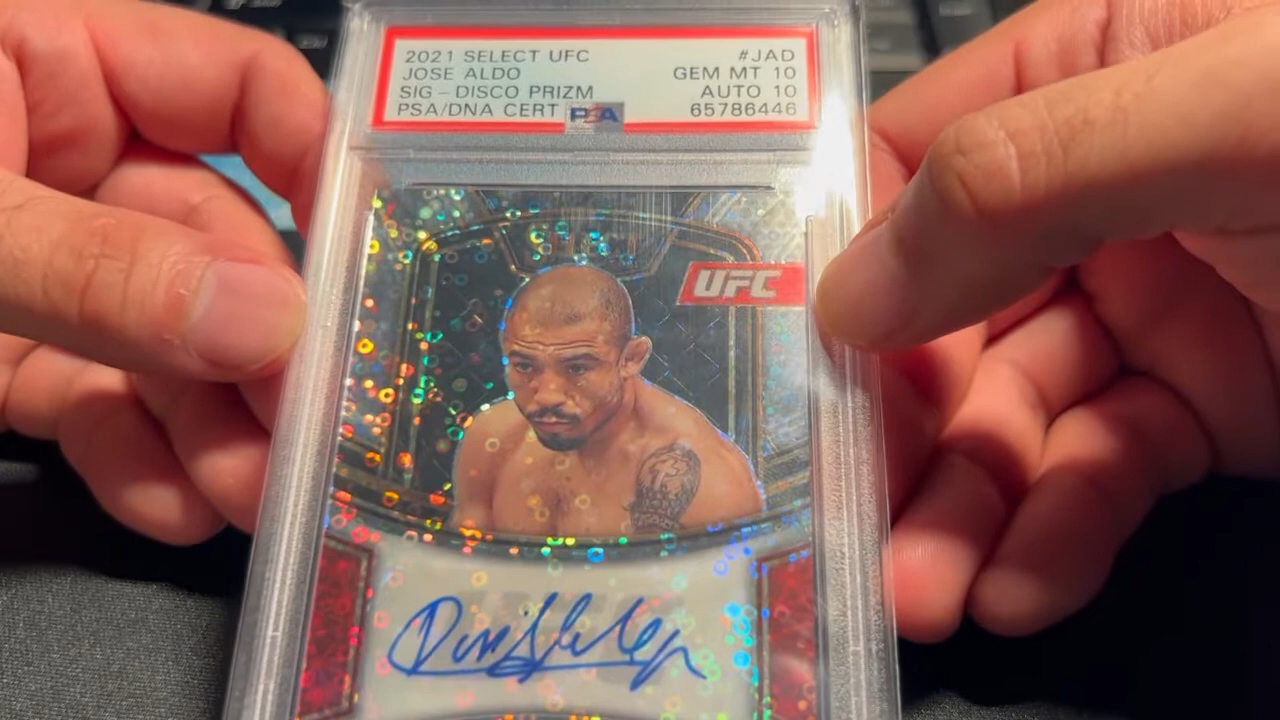 2021 SELECT UFC #JAD
JOSE ALDO GEM MT 10
SIG – DISCO PRIZM AUTO 10
PSA/DNA CERT PSA 65786446
UFC